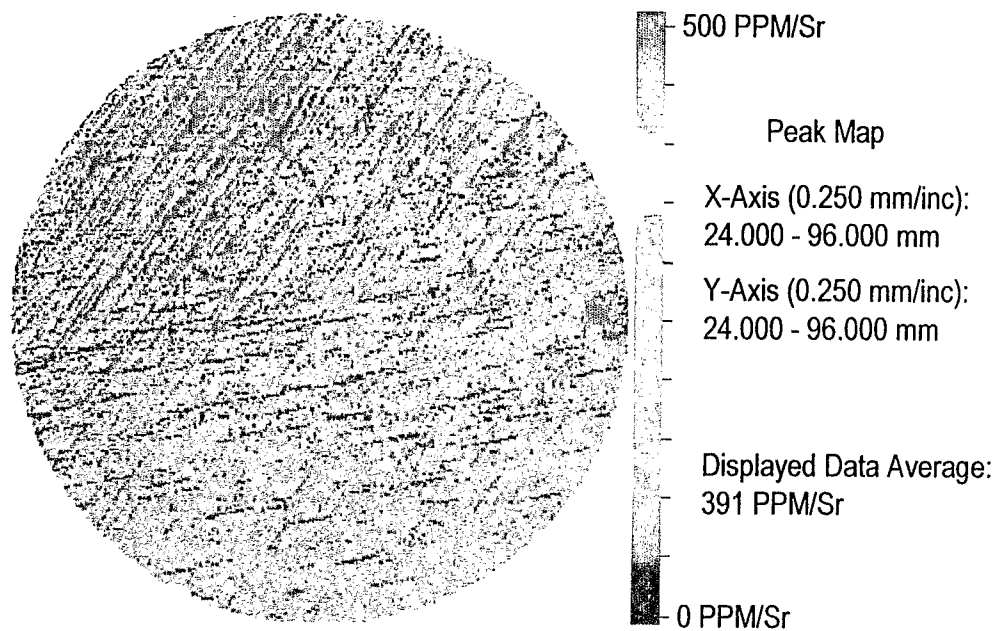 500 PPM/Sr
Peak Map
X-Axis (0.250 mm/inc):
24.000 - 96.000 mm
Y-Axis (0.250 mm/inc):
24.000 - 96.000 mm
Displayed Data Average:
391 PPM/Sr
0 PPM/Sr